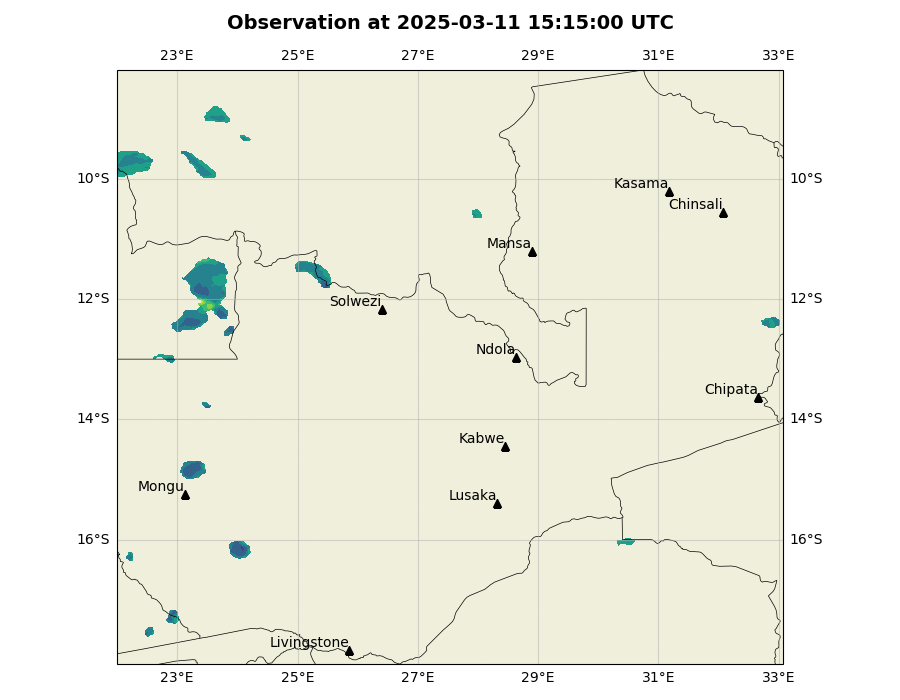 Observation at 2025-03-11 15:15:00 UTC
23°E 25°E 27°E 29°E 31°E 33°E
10°S 10°S
Kasama
Chinsali
Mansa
12°S 12°S
Solwezi
Ndola
Chipata
14°S 14°S
Kabwe
Mongu
Lusaka
16°S 16°S
Livingstone
23°E 25°E 27°E 29°E 31°E 33°E